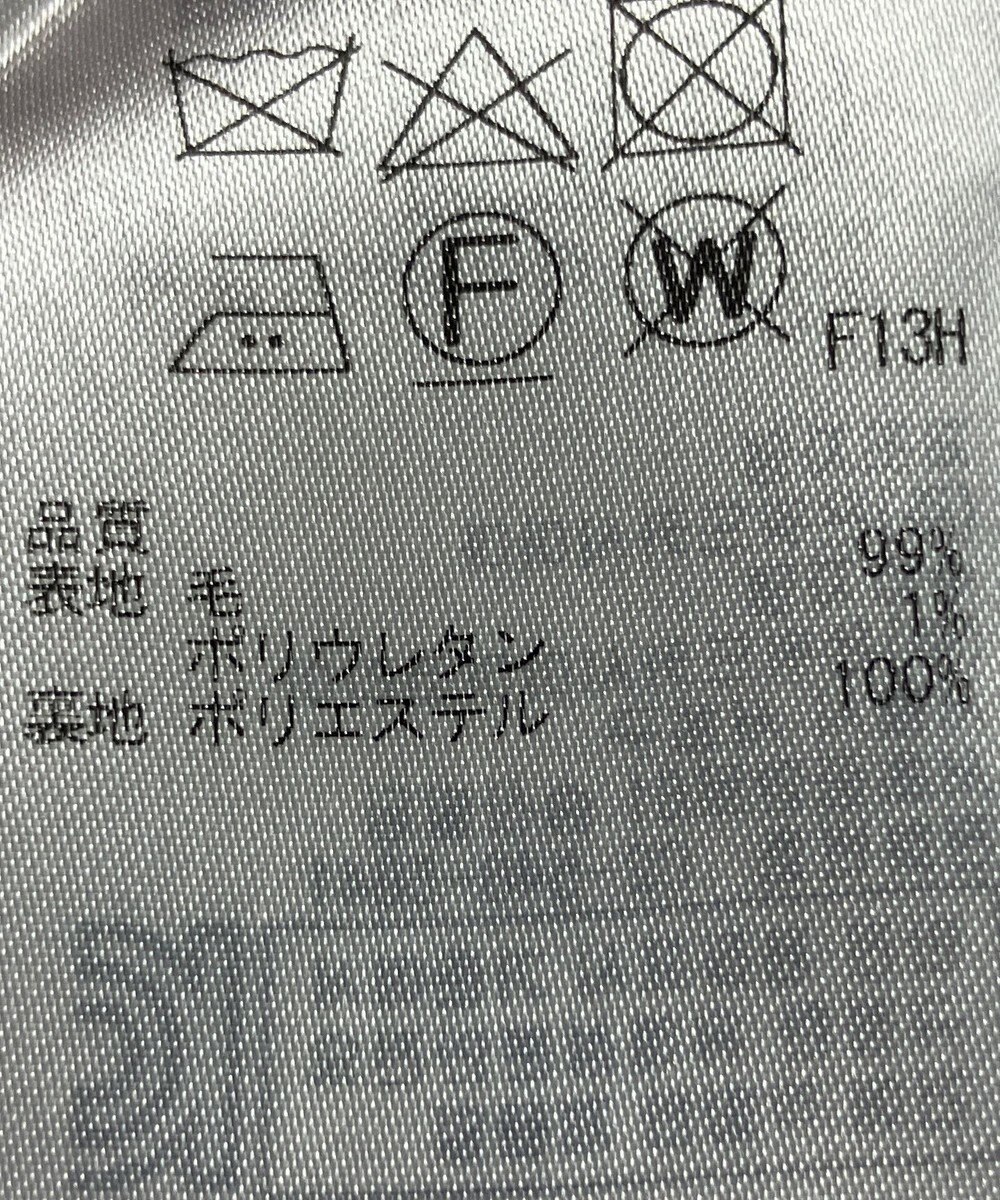 F W F13H
品質
表地 毛 99%
ポリウレタン 1%
裏地 ポリエステル 100%